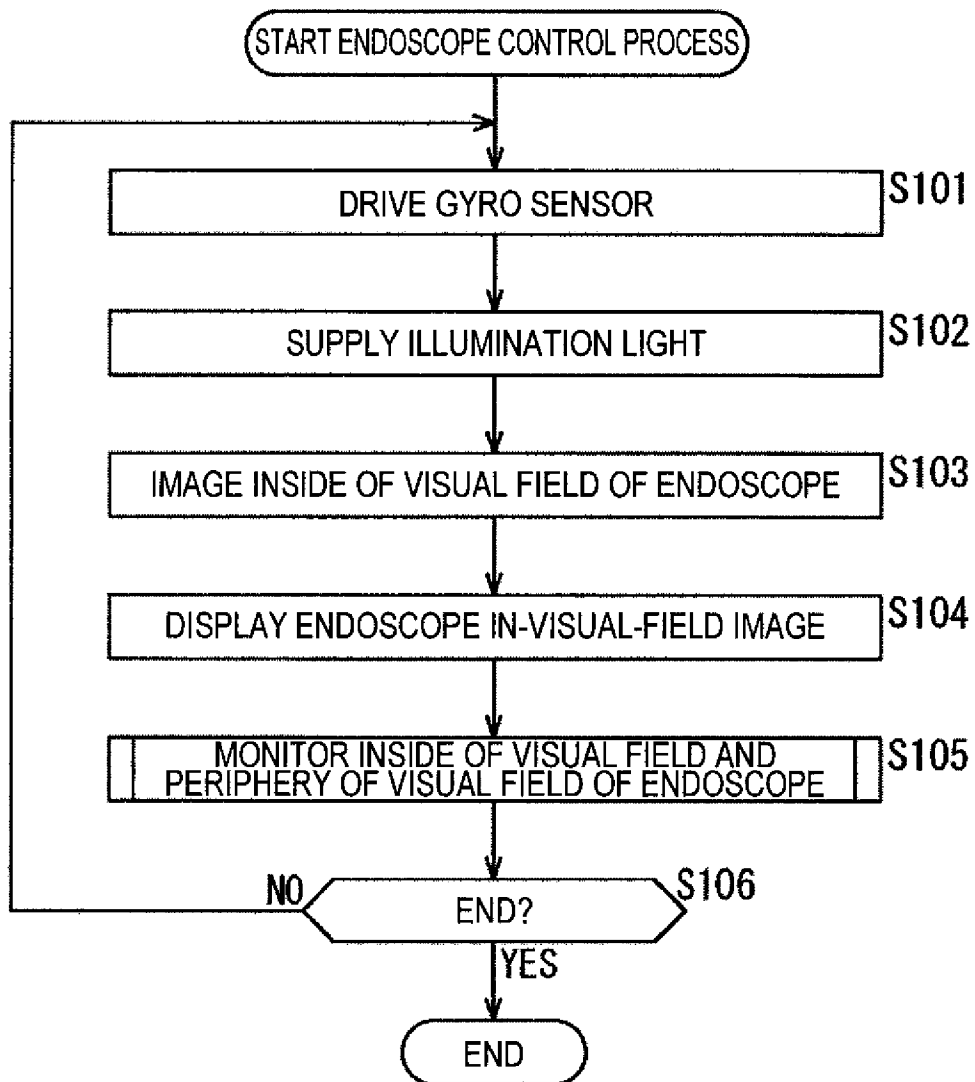 START ENDOSCOPE CONTROL PROCESS
DRIVE GYRO SENSOR
S101
SUPPLY ILLUMINATION LIGHT
S102
IMAGE INSIDE OF VISUAL FIELD OF ENDOSCOPE
S103
DISPLAY ENDOSCOPE IN-VISUAL-FIELD IMAGE
S104
MONITOR INSIDE OF VISUAL FIELD AND
PERIPHERY OF VISUAL FIELD OF ENDOSCOPE
S105
NO
END?
S106
YES
END